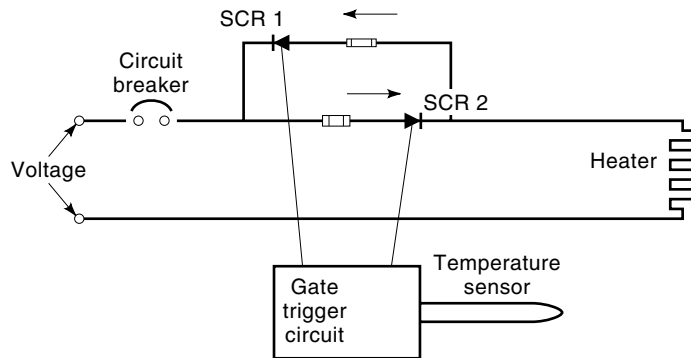 SCR 1
Circuit
breaker
SCR 2
Voltage
Heater
Temperature
sensor
Gate
trigger
circuit